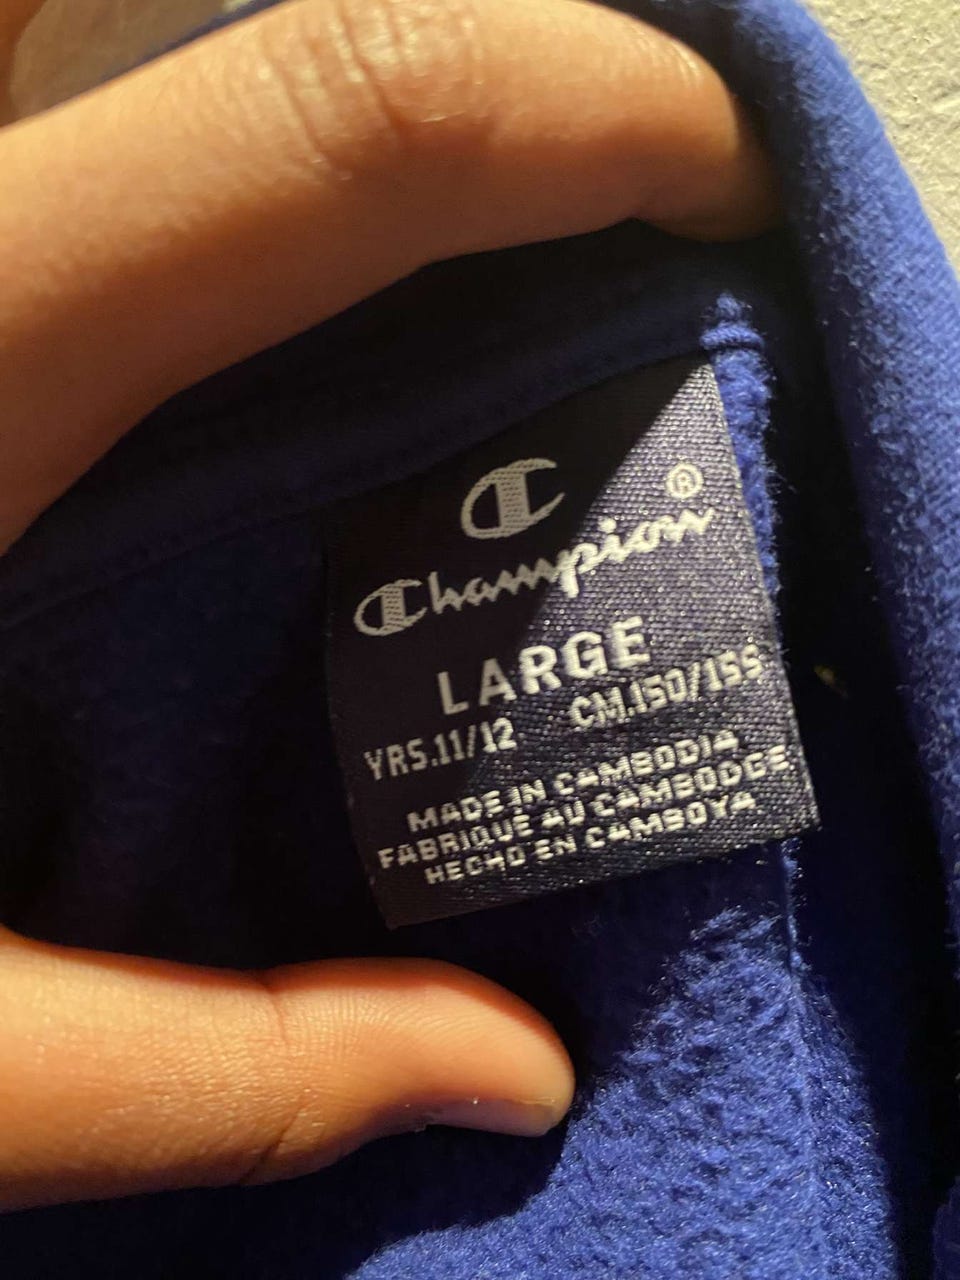 C
Champion®
LARGE
YRS.11/12 CM.150/155
MADE IN CAMBODIA
FABRIQUÉ AU CAMBODGE
HECHO EN CAMBOYA